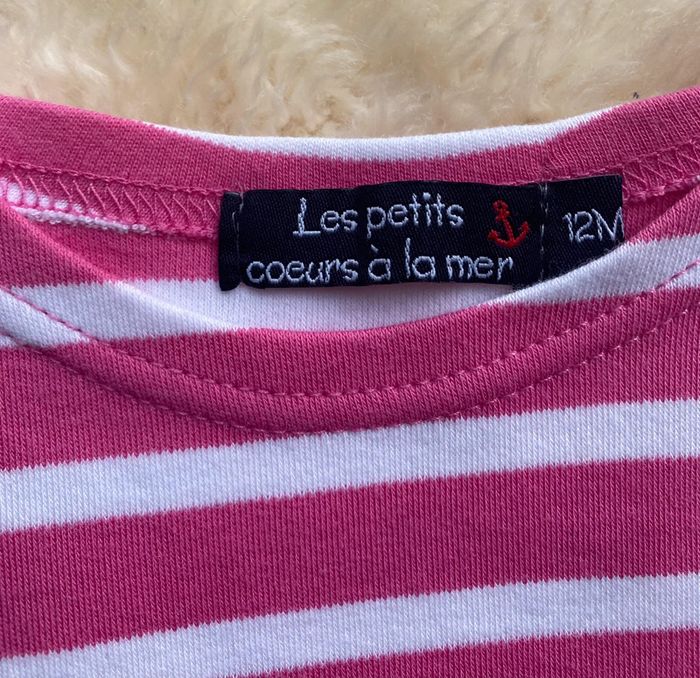 Les petits
coeurs à la mer
12M